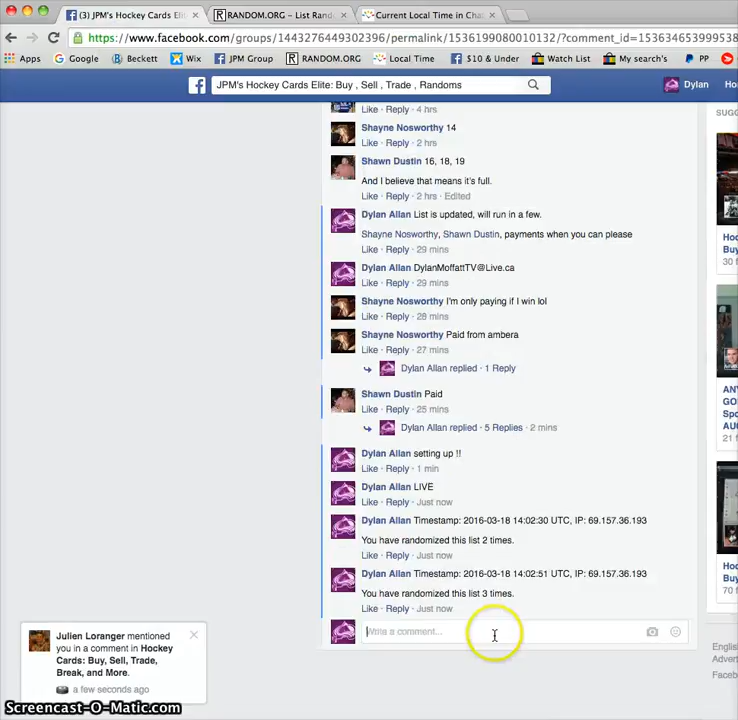 (3) JPM's Hockey Cards Elit
RANDOM.ORG - List Rand
Current Local Time in Chat
https://www.facebook.com/groups/1443276449302396/permalink/1536199080010132/?comment_id=153634653999538
Apps Google Beckett Wix JPM Group RANDOM.ORG Local Time $10 & Under Watch List My search's PP
JPM's Hockey Cards Elite: Buy , Sell , Trade , Randoms
Dylan
Like · Reply · 4 hrs
Shayne Nosworthy 14
Like · Reply · 2 hrs
Shawn Dustin 16, 18, 19
And I believe that means it's full.
Like · Reply · 2 hrs · Edited
Dylan Allan List is updated, will run in a few.
Shayne Nosworthy, Shawn Dustin, payments when you can please
Like · Reply · 29 mins
Dylan Allan DylanMoffattTV@Live.ca
Like · Reply · 29 mins
Shayne Nosworthy I'm only paying if I win lol
Like · Reply · 28 mins
Shayne Nosworthy Paid from ambera
Like · Reply · 27 mins
Dylan Allan replied · 1 Reply
Shawn Dustin Paid
Like · Reply · 25 mins
Dylan Allan replied · 5 Replies · 2 mins
Dylan Allan setting up !!
Like · Reply · 1 min
Dylan Allan LIVE
Like · Reply · Just now
Dylan Allan Timestamp: 2016-03-18 14:02:30 UTC, IP: 69.157.36.193
You have randomized this list 2 times.
Like · Reply · Just now
Dylan Allan Timestamp: 2016-03-18 14:02:51 UTC, IP: 69.157.36.193
You have randomized this list 3 times.
Like · Reply · Just now
Write a comment...
SUGG
Hoc
Buy
30 f
ANY
GO
Spo
AUC
21 f
Hoc
Buy
70 f
English
Advert
Faceb
Julien Loranger mentioned
you in a comment in Hockey
Cards: Buy, Sell, Trade,
Break, and More.
a few seconds ago
Screencast-O-Matic.com